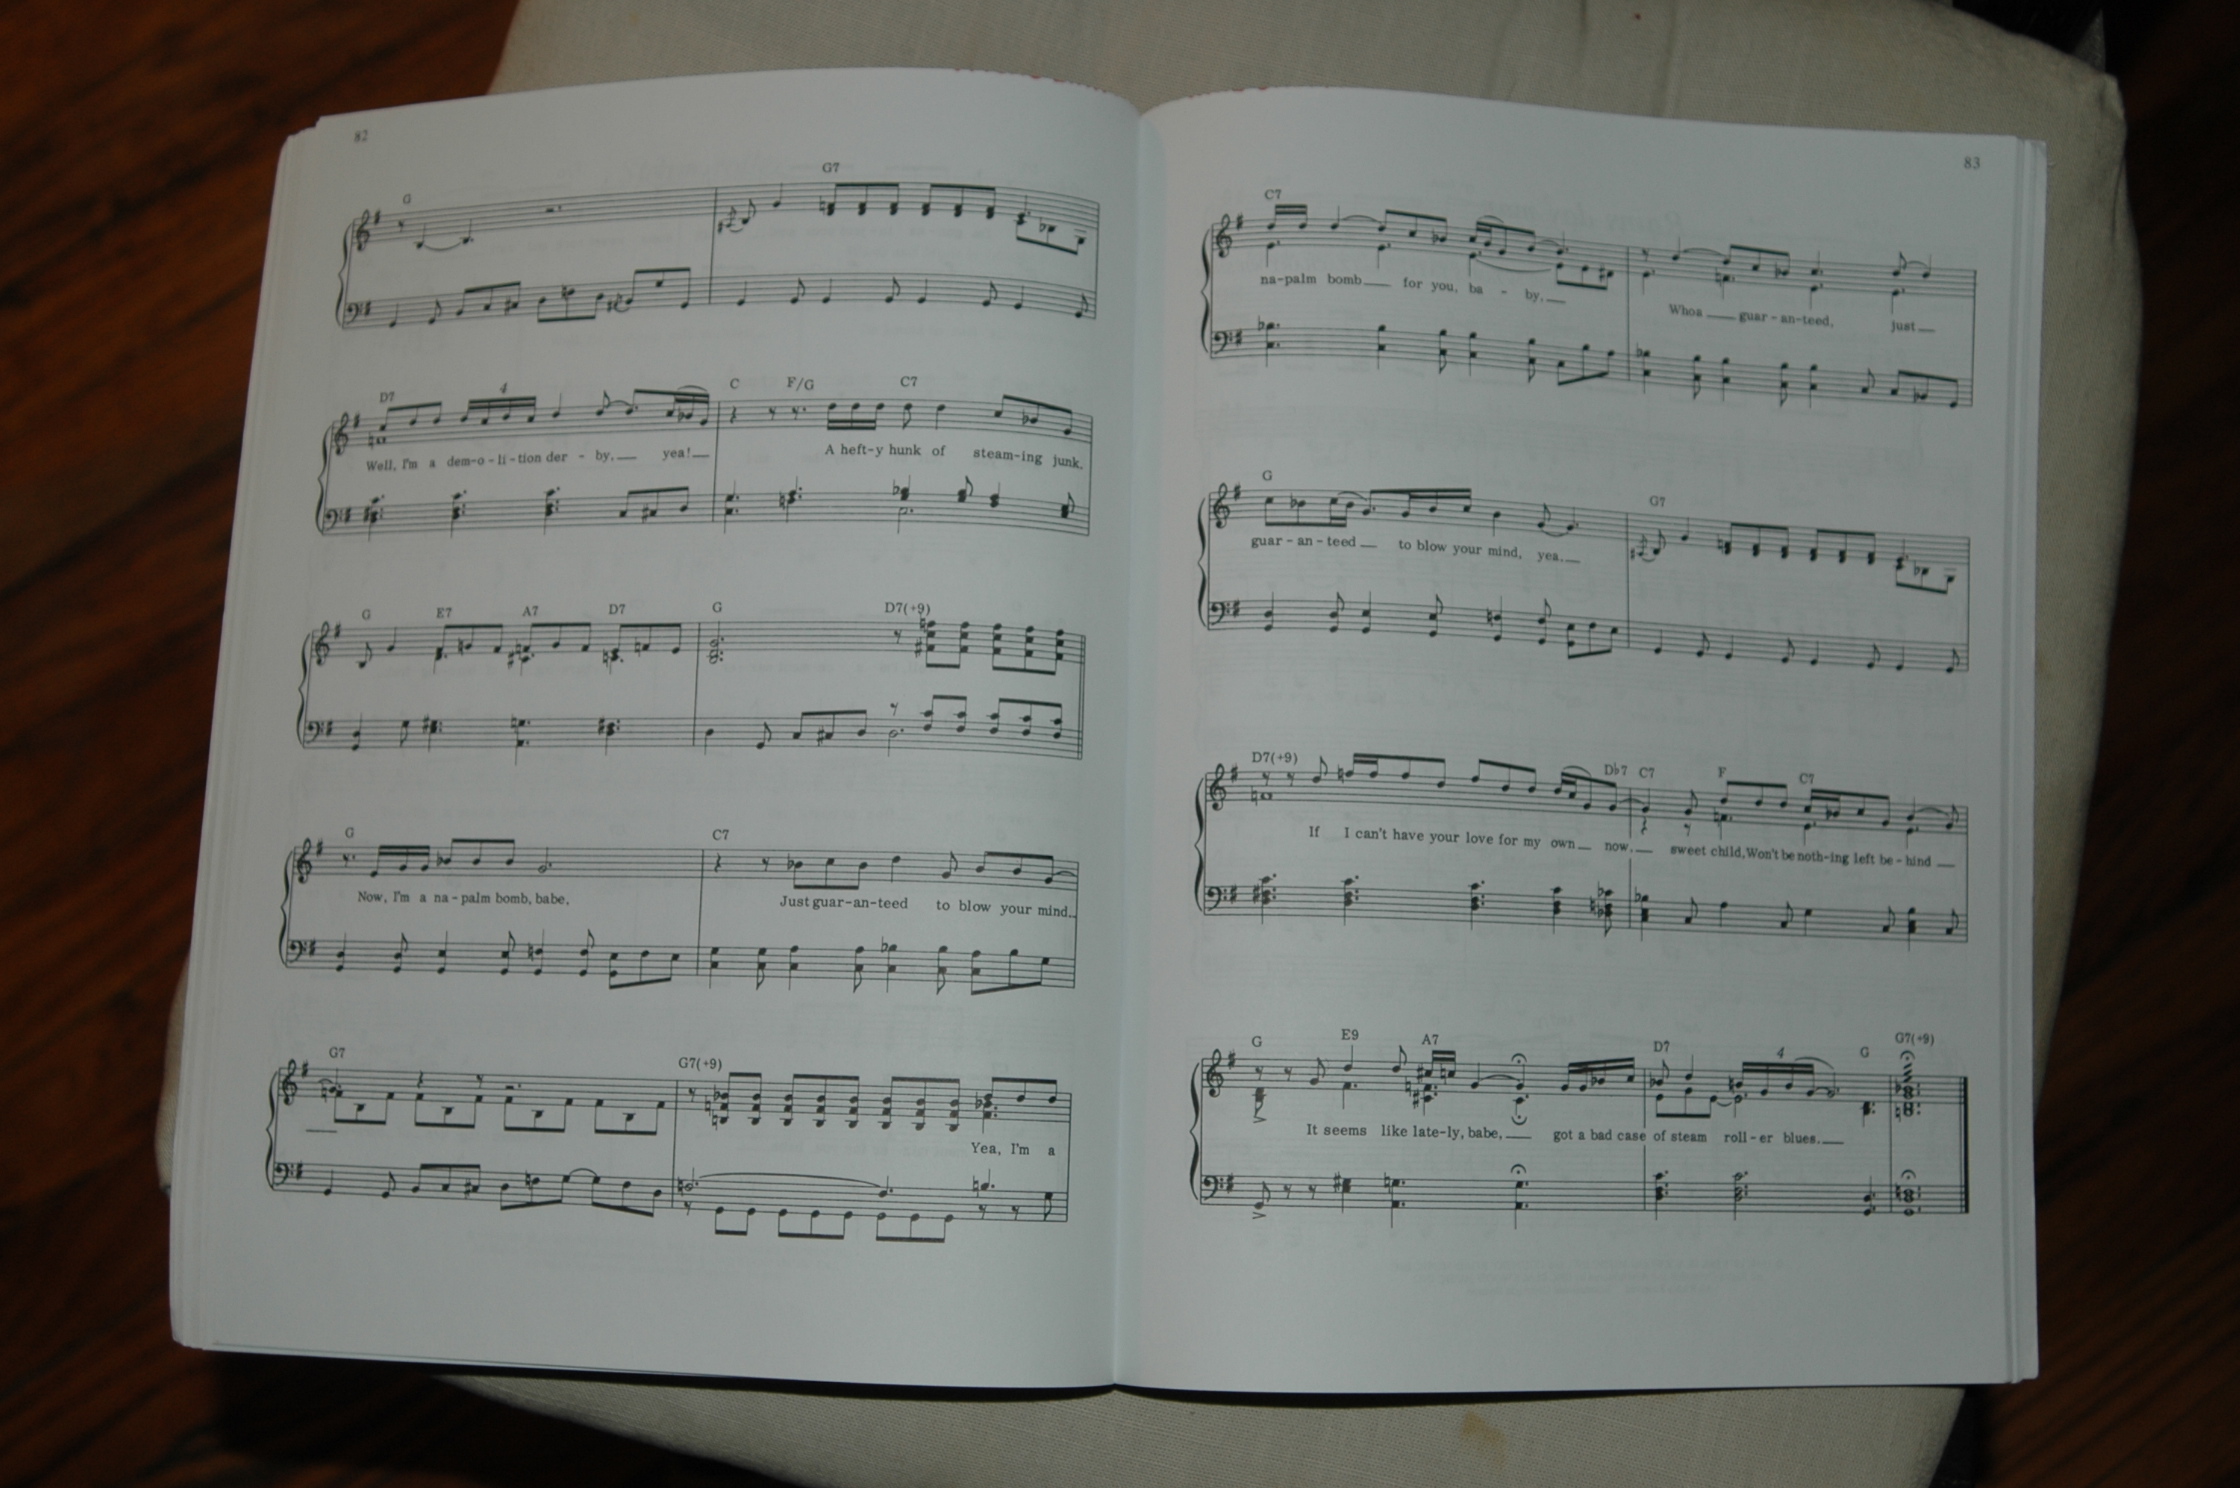 82
G G7
D7 4 C F/G C7
Well, I'm a dem-o-li-tion der - by, yea! A heft-y hunk of steam-ing junk.
G E7 A7 D7 G D7(+9)
G C7
Now, I'm a na-palm bomb, babe, Just guar-an-teed to blow your mind.
G7 G7(+9)
Yea, I'm a
83
C7
na-palm bomb for you, ba - by, Whoa guar-an-teed, just
G G7
guar-an-teed to blow your mind, yea.
D7(+9) Db7 C7 F C7
If I can't have your love for my own now. sweet child, Won't be noth-ing left be-hind
G E9 A7 D7 4 G G7(+9)
It seems like late-ly, babe, got a bad case of steam roll-er blues.